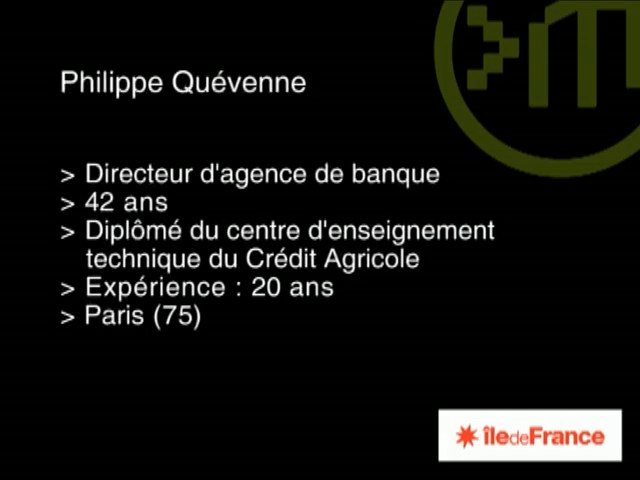 Philippe Quévenne
> Directeur d'agence de banque
> 42 ans
> Diplômé du centre d'enseignement
technique du Crédit Agricole
> Expérience : 20 ans
> Paris (75)
îledeFrance